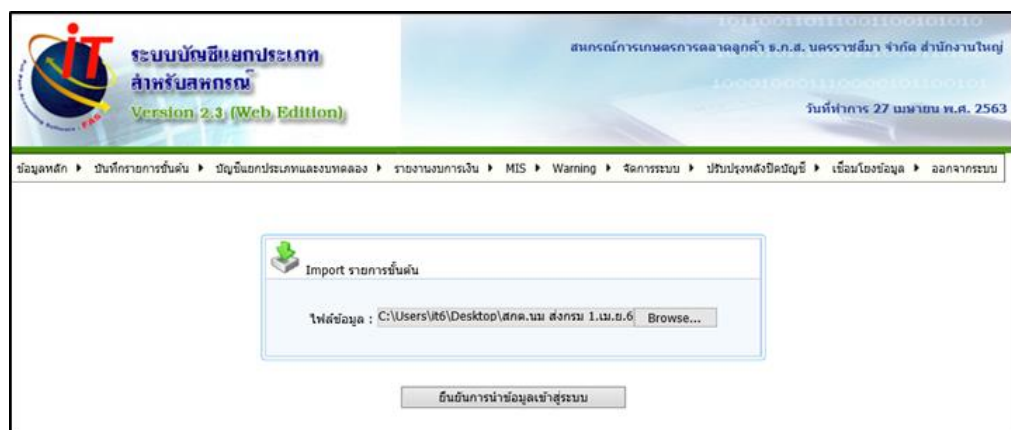 iT
ระบบบัญชีแยกประเภท
สำหรับสหกรณ์
Version 2.3 (Web Edition)
สหกรณ์การเกษตรการตลาดลูกค้า ธ.ก.ส. นครราชสีมา จำกัด สำนักงานใหญ่
วันที่ทำการ 27 เมษายน พ.ศ. 2563
ข้อมูลหลัก บันทึกรายการขั้นต้น บัญชีแยกประเภทและงบทดลอง รายงานงบการเงิน MIS Warning จัดการระบบ ปรับปรุงหลังปิดบัญชี เชื่อมโยงข้อมูล ออกจากระบบ
Import รายการขั้นต้น
ไฟล์ข้อมูล : C:\Users\it6\Desktop\สกต.นม ส่งกรม 1.เม.ย.6 Browse...
ยืนยันการนำข้อมูลเข้าสู่ระบบ